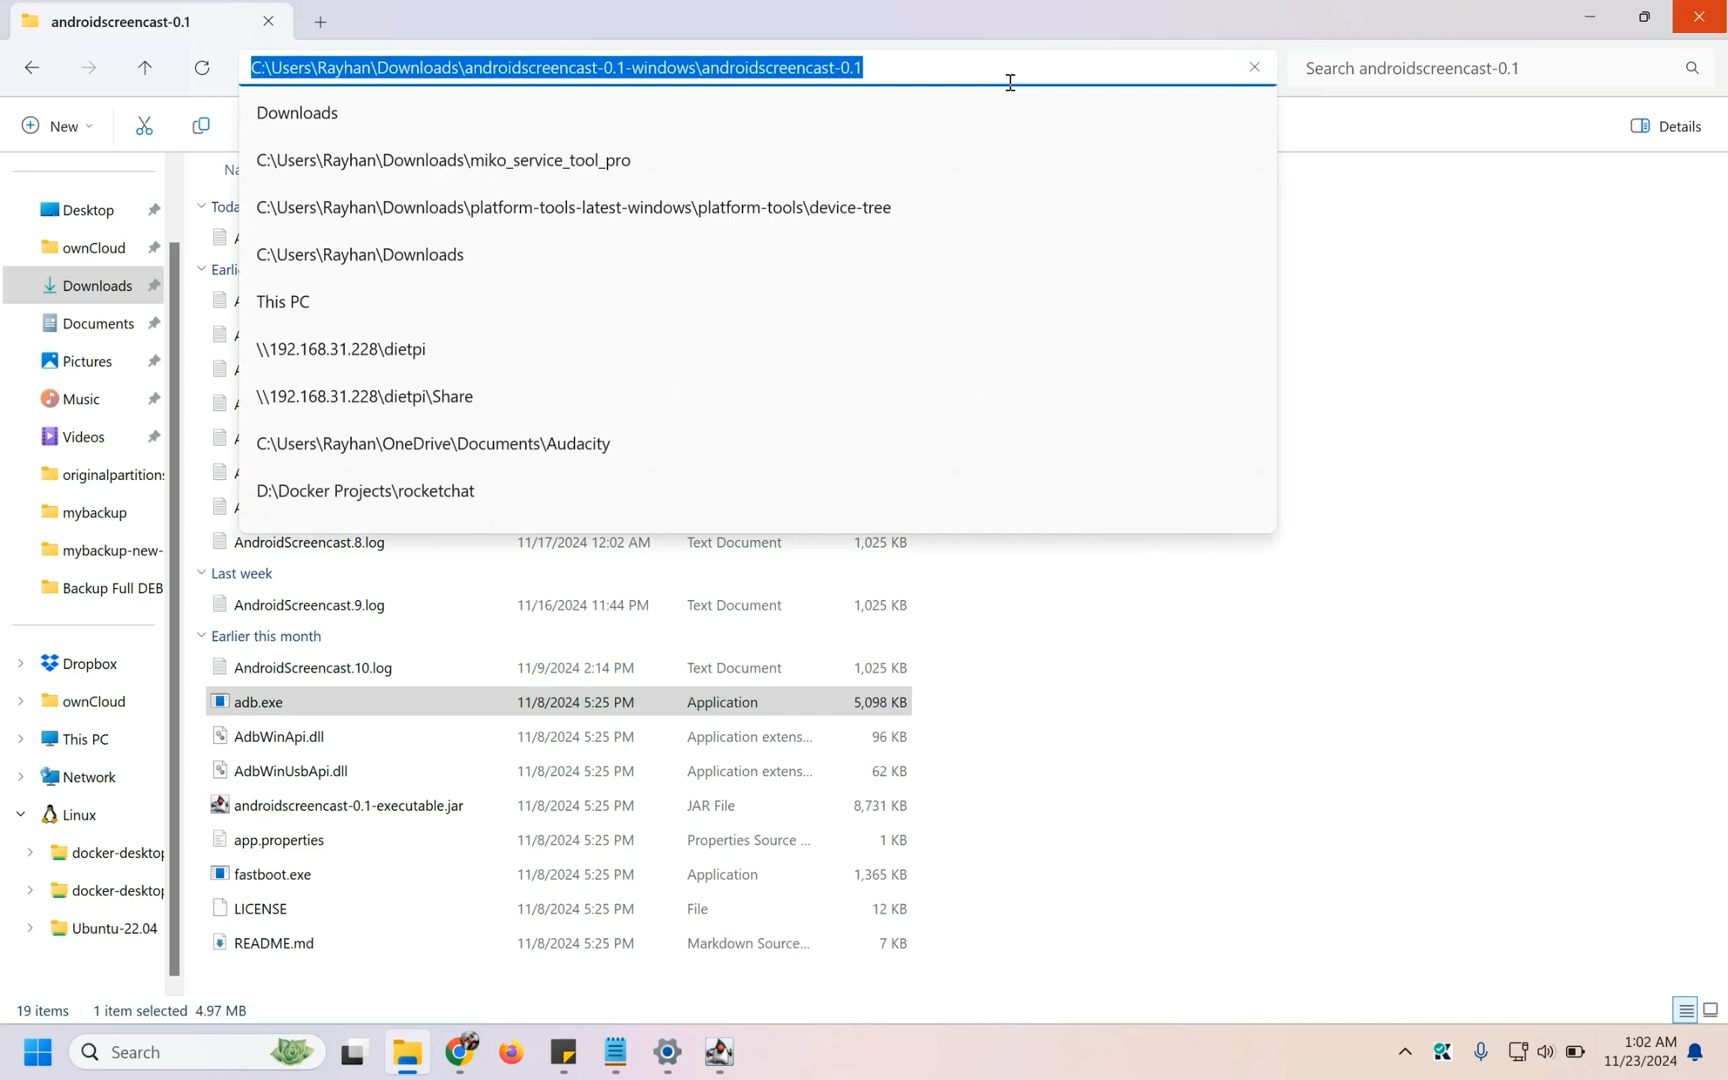 androidscreencast-0.1
C:\Users\Rayhan\Downloads\androidscreencast-0.1-windows\androidscreencast-0.1
Search androidscreencast-0.1
New
Details
Downloads
C:\Users\Rayhan\Downloads\miko_service_tool_pro
C:\Users\Rayhan\Downloads\platform-tools-latest-windows\platform-tools\device-tree
C:\Users\Rayhan\Downloads
This PC
\\192.168.31.228\dietpi
\\192.168.31.228\dietpi\Share
C:\Users\Rayhan\OneDrive\Documents\Audacity
D:\Docker Projects\rocketchat
Desktop
ownCloud
Downloads
Documents
Pictures
Music
Videos
originalpartition
mybackup
mybackup-new-
Backup Full DEB
Dropbox
ownCloud
This PC
Network
Linux
docker-desktop
docker-desktop
Ubuntu-22.04
Na
Toda
Earli
AndroidScreencast.8.log 11/17/2024 12:02 AM Text Document 1,025 KB
Last week
AndroidScreencast.9.log 11/16/2024 11:44 PM Text Document 1,025 KB
Earlier this month
AndroidScreencast.10.log 11/9/2024 2:14 PM Text Document 1,025 KB
adb.exe 11/8/2024 5:25 PM Application 5,098 KB
AdbWinApi.dll 11/8/2024 5:25 PM Application extens... 96 KB
AdbWinUsbApi.dll 11/8/2024 5:25 PM Application extens... 62 KB
androidscreencast-0.1-executable.jar 11/8/2024 5:25 PM JAR File 8,731 KB
app.properties 11/8/2024 5:25 PM Properties Source ... 1 KB
fastboot.exe 11/8/2024 5:25 PM Application 1,365 KB
LICENSE 11/8/2024 5:25 PM File 12 KB
README.md 11/8/2024 5:25 PM Markdown Source... 7 KB
19 items 1 item selected 4.97 MB
Search
1:02 AM
11/23/2024